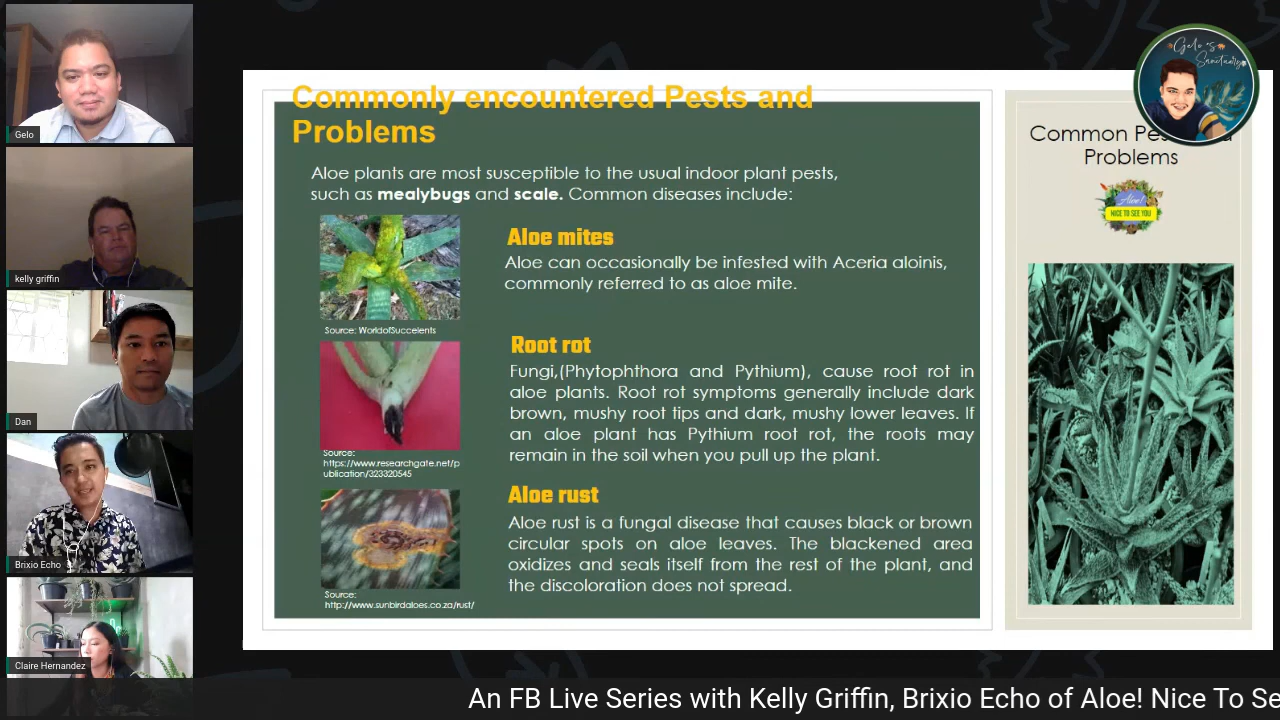 Gelo
kelly griffin
Dan
Brixio Echo
Claire Hernandez
Gelo's
Sanctuary
Commonly encountered Pests and
Problems
Aloe plants are most susceptible to the usual indoor plant pests,
such as mealybugs and scale. Common diseases include:
Source: WorldofSucculents
Aloe mites
Aloe can occasionally be infested with Aceria aloinis,
commonly referred to as aloe mite.
Source:
https://www.researchgate.net/p
ublication/323320545
Root rot
Fungi,(Phytophthora and Pythium), cause root rot in
aloe plants. Root rot symptoms generally include dark
brown, mushy root tips and dark, mushy lower leaves. If
an aloe plant has Pythium root rot, the roots may
remain in the soil when you pull up the plant.
Source:
http://www.sunbirdaloes.co.za/rust/
Aloe rust
Aloe rust is a fungal disease that causes black or brown
circular spots on aloe leaves. The blackened area
oxidizes and seals itself from the rest of the plant, and
the discoloration does not spread.
Common Pe
Problems
Aloe!
NICE TO SEE YOU
An FB Live Series with Kelly Griffin, Brixio Echo of Aloe! Nice To Se